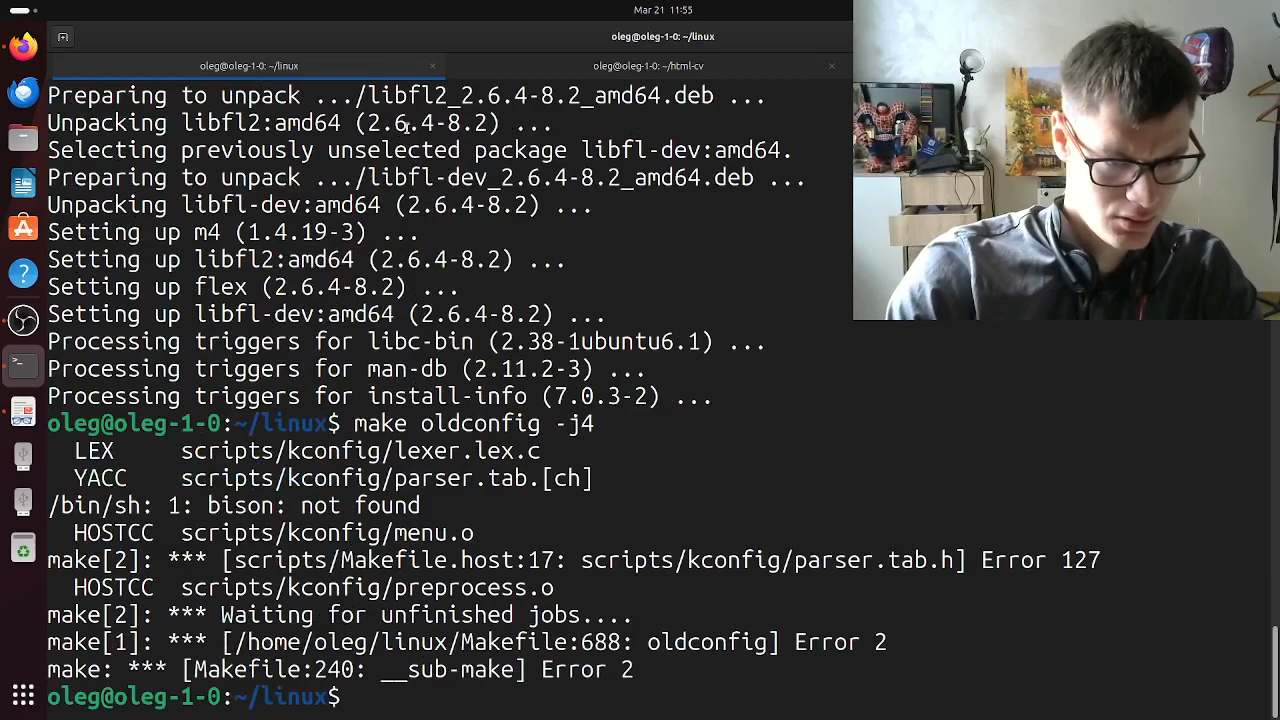 Mar 21 11:55
oleg@oleg-1-0: ~/linux
oleg@oleg-1-0: ~/linux × oleg@oleg-1-0: ~/html-cv ×
Preparing to unpack .../libfl2_2.6.4-8.2_amd64.deb ...
Unpacking libfl2:amd64 (2.6.4-8.2) ...
Selecting previously unselected package libfl-dev:amd64.
Preparing to unpack .../libfl-dev_2.6.4-8.2_amd64.deb ...
Unpacking libfl-dev:amd64 (2.6.4-8.2) ...
Setting up m4 (1.4.19-3) ...
Setting up libfl2:amd64 (2.6.4-8.2) ...
Setting up flex (2.6.4-8.2) ...
Setting up libfl-dev:amd64 (2.6.4-8.2) ...
Processing triggers for libc-bin (2.38-1ubuntu6.1) ...
Processing triggers for man-db (2.11.2-3) ...
Processing triggers for install-info (7.0.3-2) ...
oleg@oleg-1-0:~/linux$ make oldconfig -j4
LEX scripts/kconfig/lexer.lex.c
YACC scripts/kconfig/parser.tab.[ch]
/bin/sh: 1: bison: not found
HOSTCC scripts/kconfig/menu.o
make[2]: *** [scripts/Makefile.host:17: scripts/kconfig/parser.tab.h] Error 127
HOSTCC scripts/kconfig/preprocess.o
make[2]: *** Waiting for unfinished jobs....
make[1]: *** [/home/oleg/linux/Makefile:688: oldconfig] Error 2
make: *** [Makefile:240: __sub-make] Error 2
oleg@oleg-1-0:~/linux$